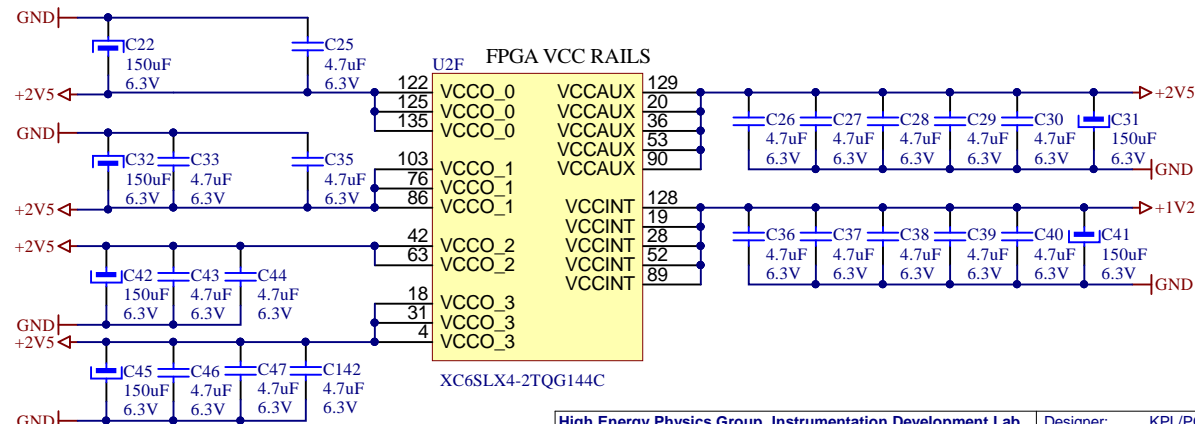 GND
C22
150uF
6.3V
C25
4.7uF
6.3V
+2V5
GND
C32
150uF
6.3V
C33
4.7uF
6.3V
C35
4.7uF
6.3V
+2V5
+2V5
C42
150uF
6.3V
C43
4.7uF
6.3V
C44
4.7uF
6.3V
GND
+2V5
C45
150uF
6.3V
C46
4.7uF
6.3V
C47
4.7uF
6.3V
C142
4.7uF
6.3V
GND
FPGA VCC RAILS
U2F
122 VCCO_0
125 VCCO_0
135 VCCO_0
103 VCCO_1
76 VCCO_1
86 VCCO_1
42 VCCO_2
63 VCCO_2
18 VCCO_3
31 VCCO_3
4 VCCO_3
VCCAUX 129
VCCAUX 20
VCCAUX 36
VCCAUX 53
VCCAUX 90
VCCINT 128
VCCINT 19
VCCINT 28
VCCINT 52
VCCINT 89
XC6SLX4-2TQG144C
+2V5
C26
4.7uF
6.3V
C27
4.7uF
6.3V
C28
4.7uF
6.3V
C29
4.7uF
6.3V
C30
4.7uF
6.3V
C31
150uF
6.3V
GND
+1V2
C36
4.7uF
6.3V
C37
4.7uF
6.3V
C38
4.7uF
6.3V
C39
4.7uF
6.3V
C40
4.7uF
6.3V
C41
150uF
6.3V
GND
High Energy Physics Group, Instrumentation Development Lab
Designer: